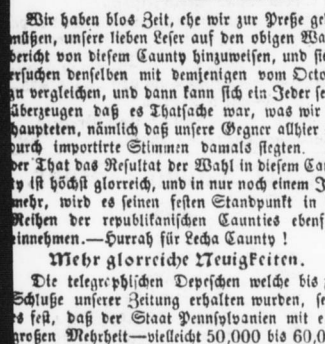 Wir haben blos Zeit, ehe wir zur Preße ge
müßen, unsere lieben Leser auf den obigen Wa
bericht von diesem Caunty hinzuweisen, und sie
ersuchen denselben mit demjenigen vom Octo
zu vergleichen, und dann kann sich ein Jeder se
überzeugen daß es Thatsache war, was wir
haupteten, nämlich daß unsere Gegner allhier
durch importirte Stimmen damals siegten.
der That das Resultat der Wahl in diesem Ca
ty ist höchst glorreich, und in nur noch einem J
mehr, wird es seinen festen Standpunkt in
Reihen der republikanischen Caunties ebenf
einnehmen.—Hurrah für Lecha Caunty !
Mehr glorreiche Neuigkeiten.
Die telegraphischen Depeschen welche bis
Schluße unserer Zeitung erhalten wurden, se
es fest, daß der Staat Pennsylvanien mit e
großen Mehrheit—vielleicht 50,000 bis 60,0